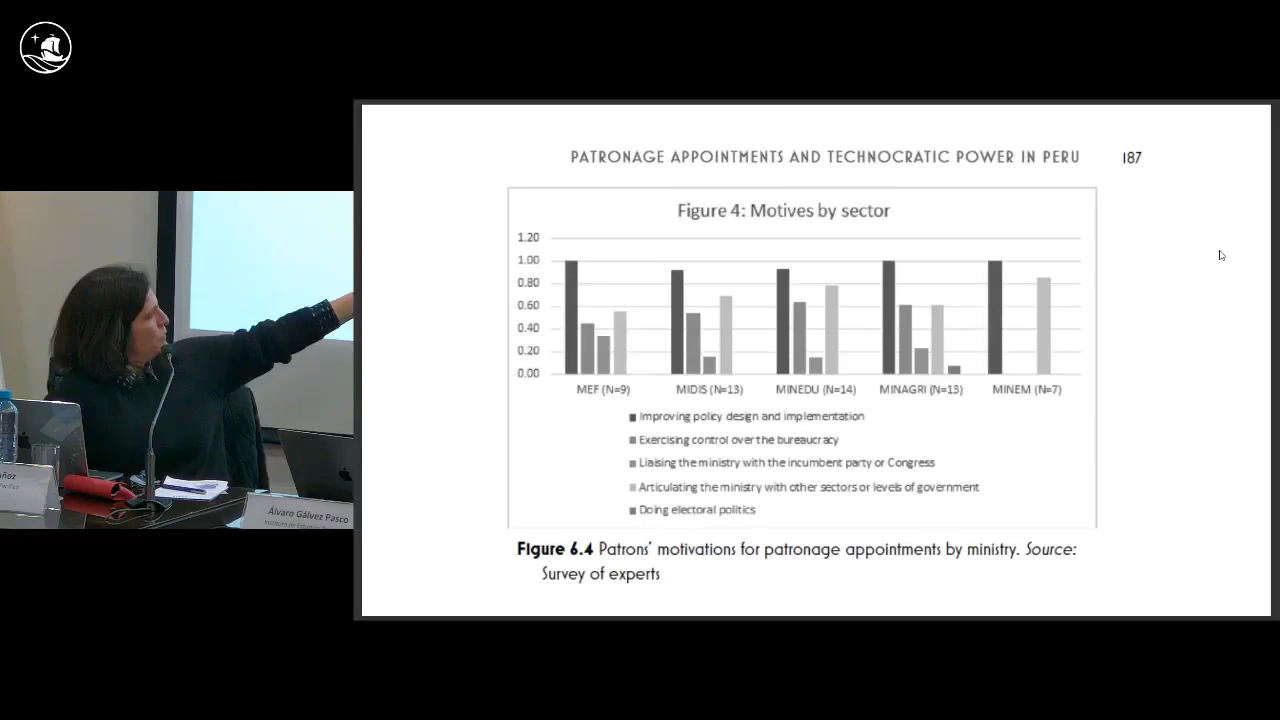 PATRONAGE APPOINTMENTS AND TECHNOCRATIC POWER IN PERU 187
Figure 4: Motives by sector
1.20
1.00
0.80
0.60
0.40
0.20
0.00
MEF (N=9) MIDIS (N=13) MINEDU (N=14) MINAGRI (N=13) MINEM (N=7)
Improving policy design and implementation
Exercising control over the bureaucracy
Liaising the ministry with the incumbent party or Congress
Articulating the ministry with other sectors or levels of government
Doing electoral politics
Figure 6.4 Patrons' motivations for patronage appointments by ministry. Source:
Survey of experts
Álvaro Gálvez Pasco
Instituto de